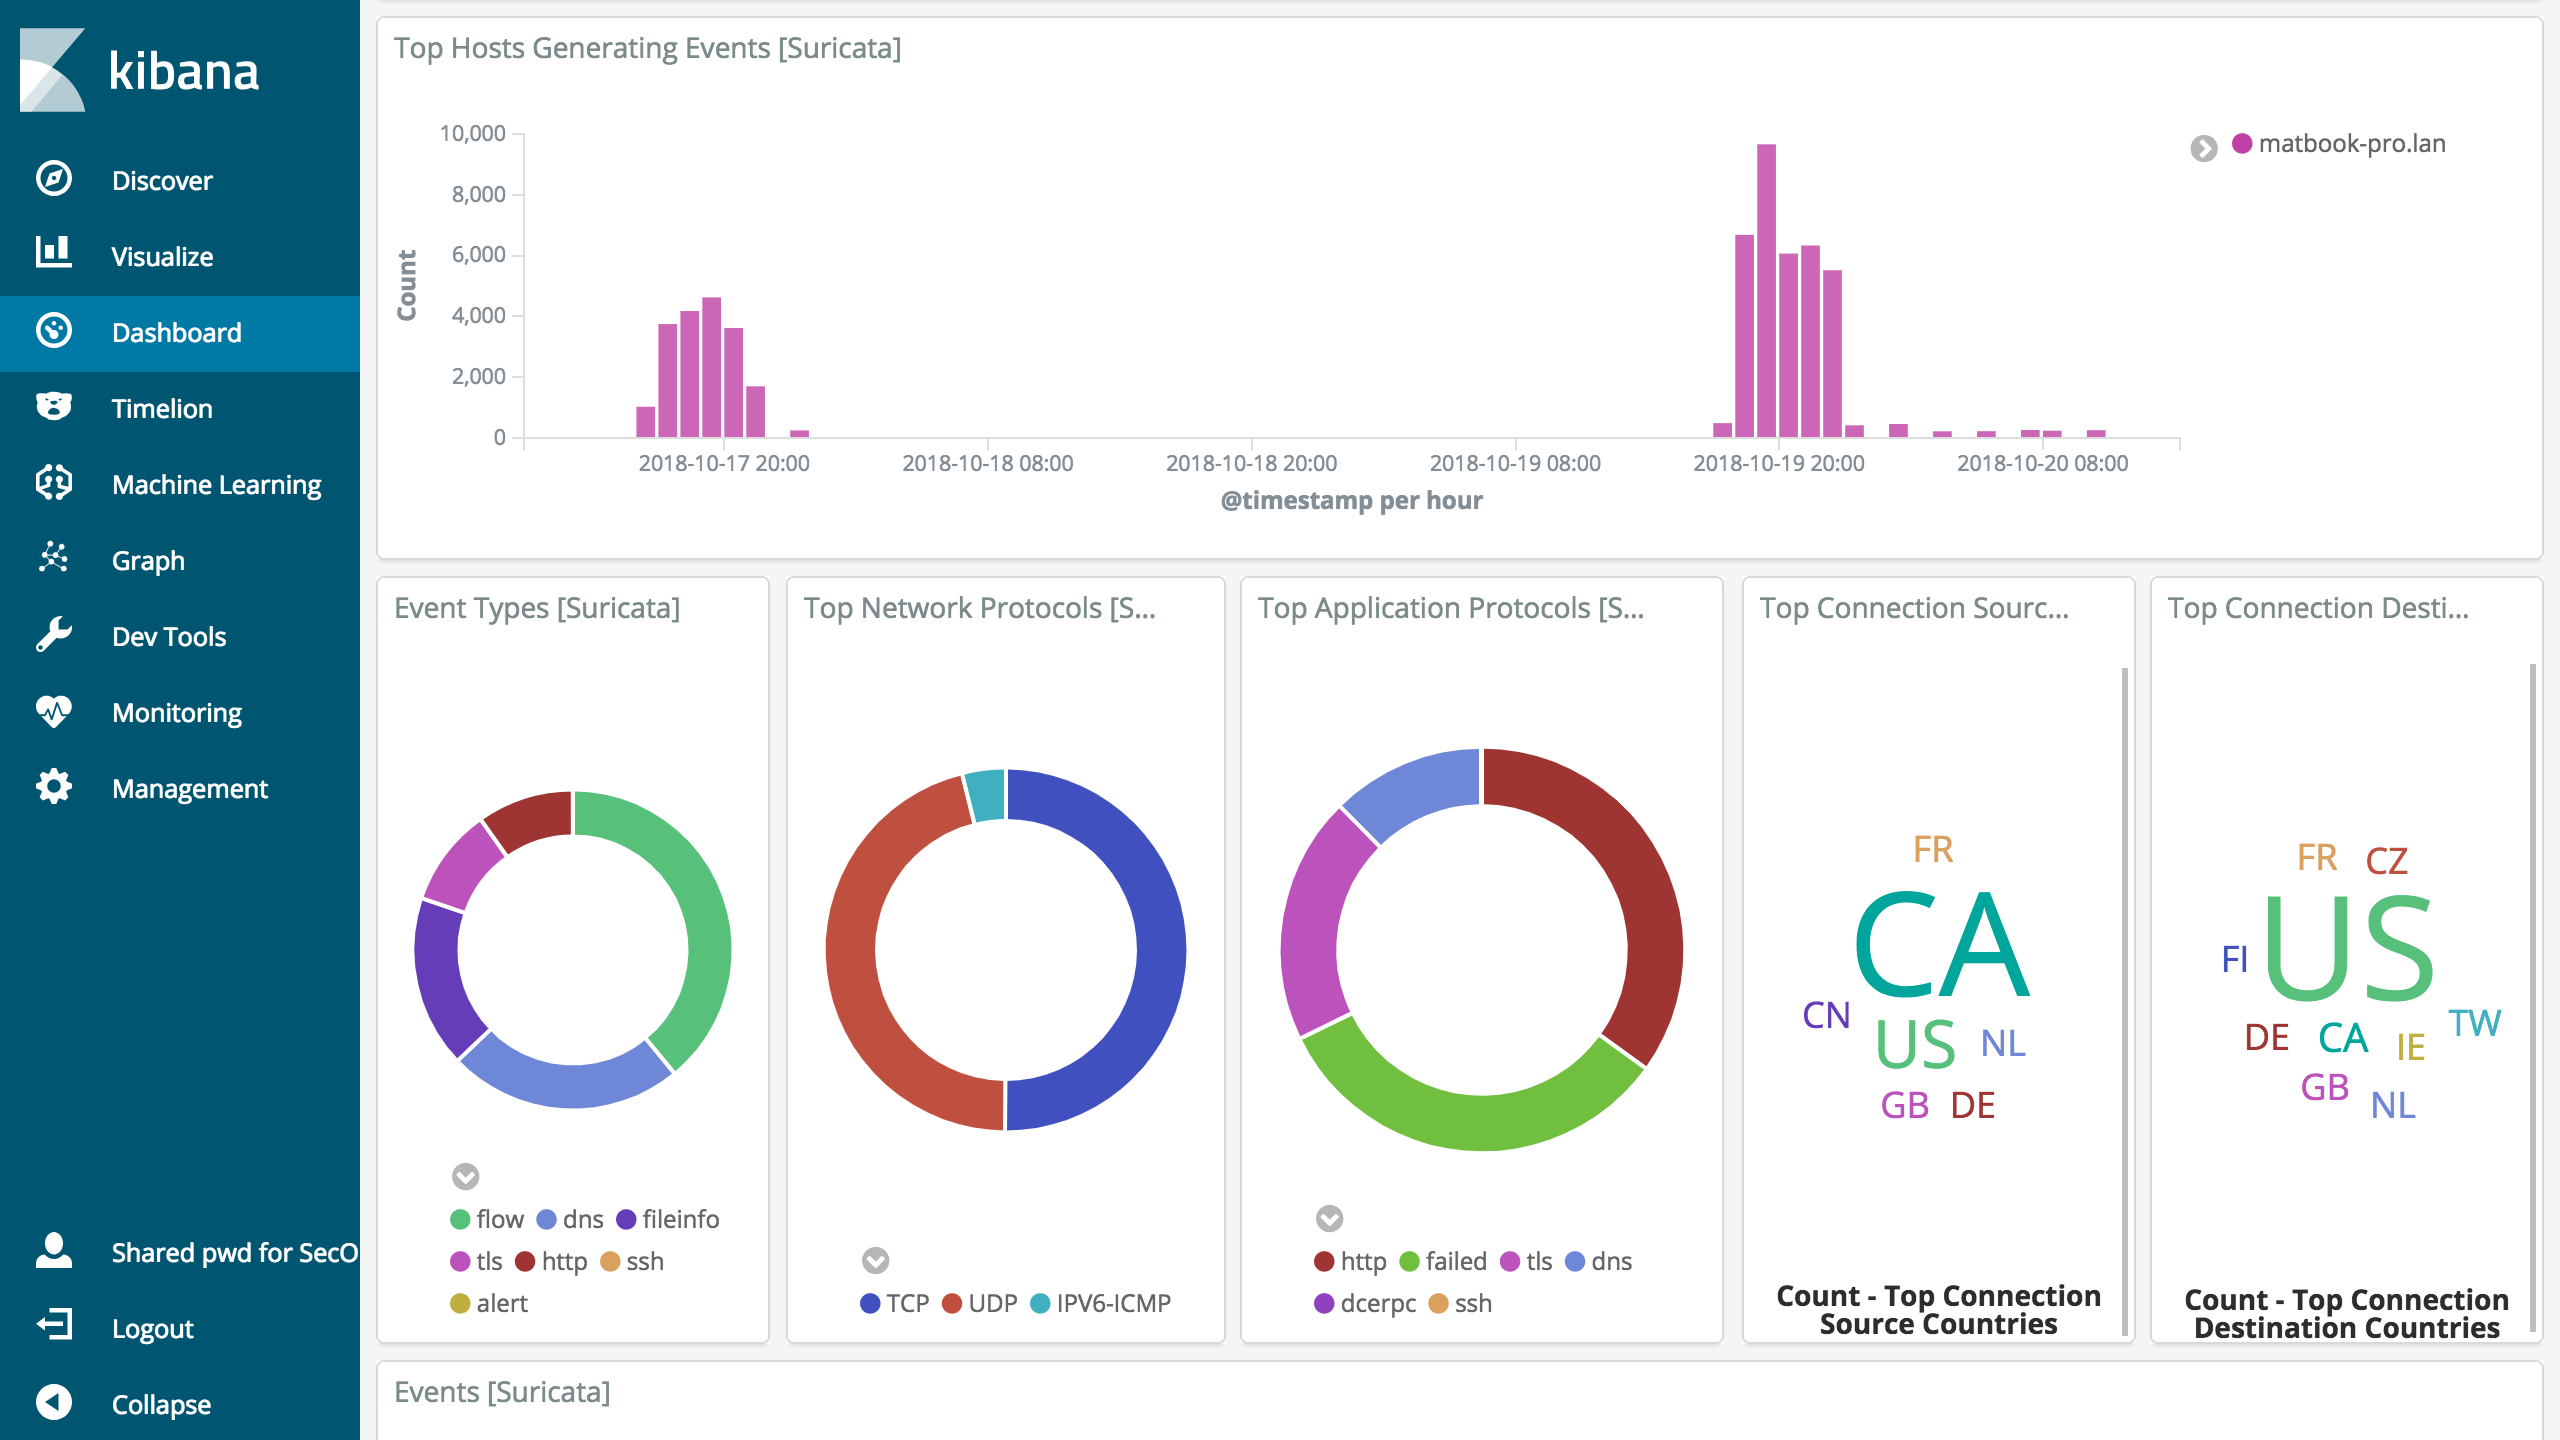 kibana
Discover
Visualize
Dashboard
Timelion
Machine Learning
Graph
Dev Tools
Monitoring
Management
Shared pwd for SecO
Logout
Collapse
Top Hosts Generating Events [Suricata]
10,000
8,000
6,000
4,000
2,000
0
Count
2018-10-17 20:00 2018-10-18 08:00 2018-10-18 20:00 2018-10-19 08:00 2018-10-19 20:00 2018-10-20 08:00
@timestamp per hour
matbook-pro.lan
Event Types [Suricata]
flow dns fileinfo
tls http ssh
alert
Top Network Protocols [S...
TCP UDP IPV6-ICMP
Top Application Protocols [S...
http failed tls dns
dcerpc ssh
Top Connection Sourc...
FR
CA
CN
US NL
GB DE
Count - Top Connection
Source Countries
Top Connection Desti...
FR CZ
US
FI
TW
DE CA IE
GB
NL
Count - Top Connection
Destination Countries
Events [Suricata]